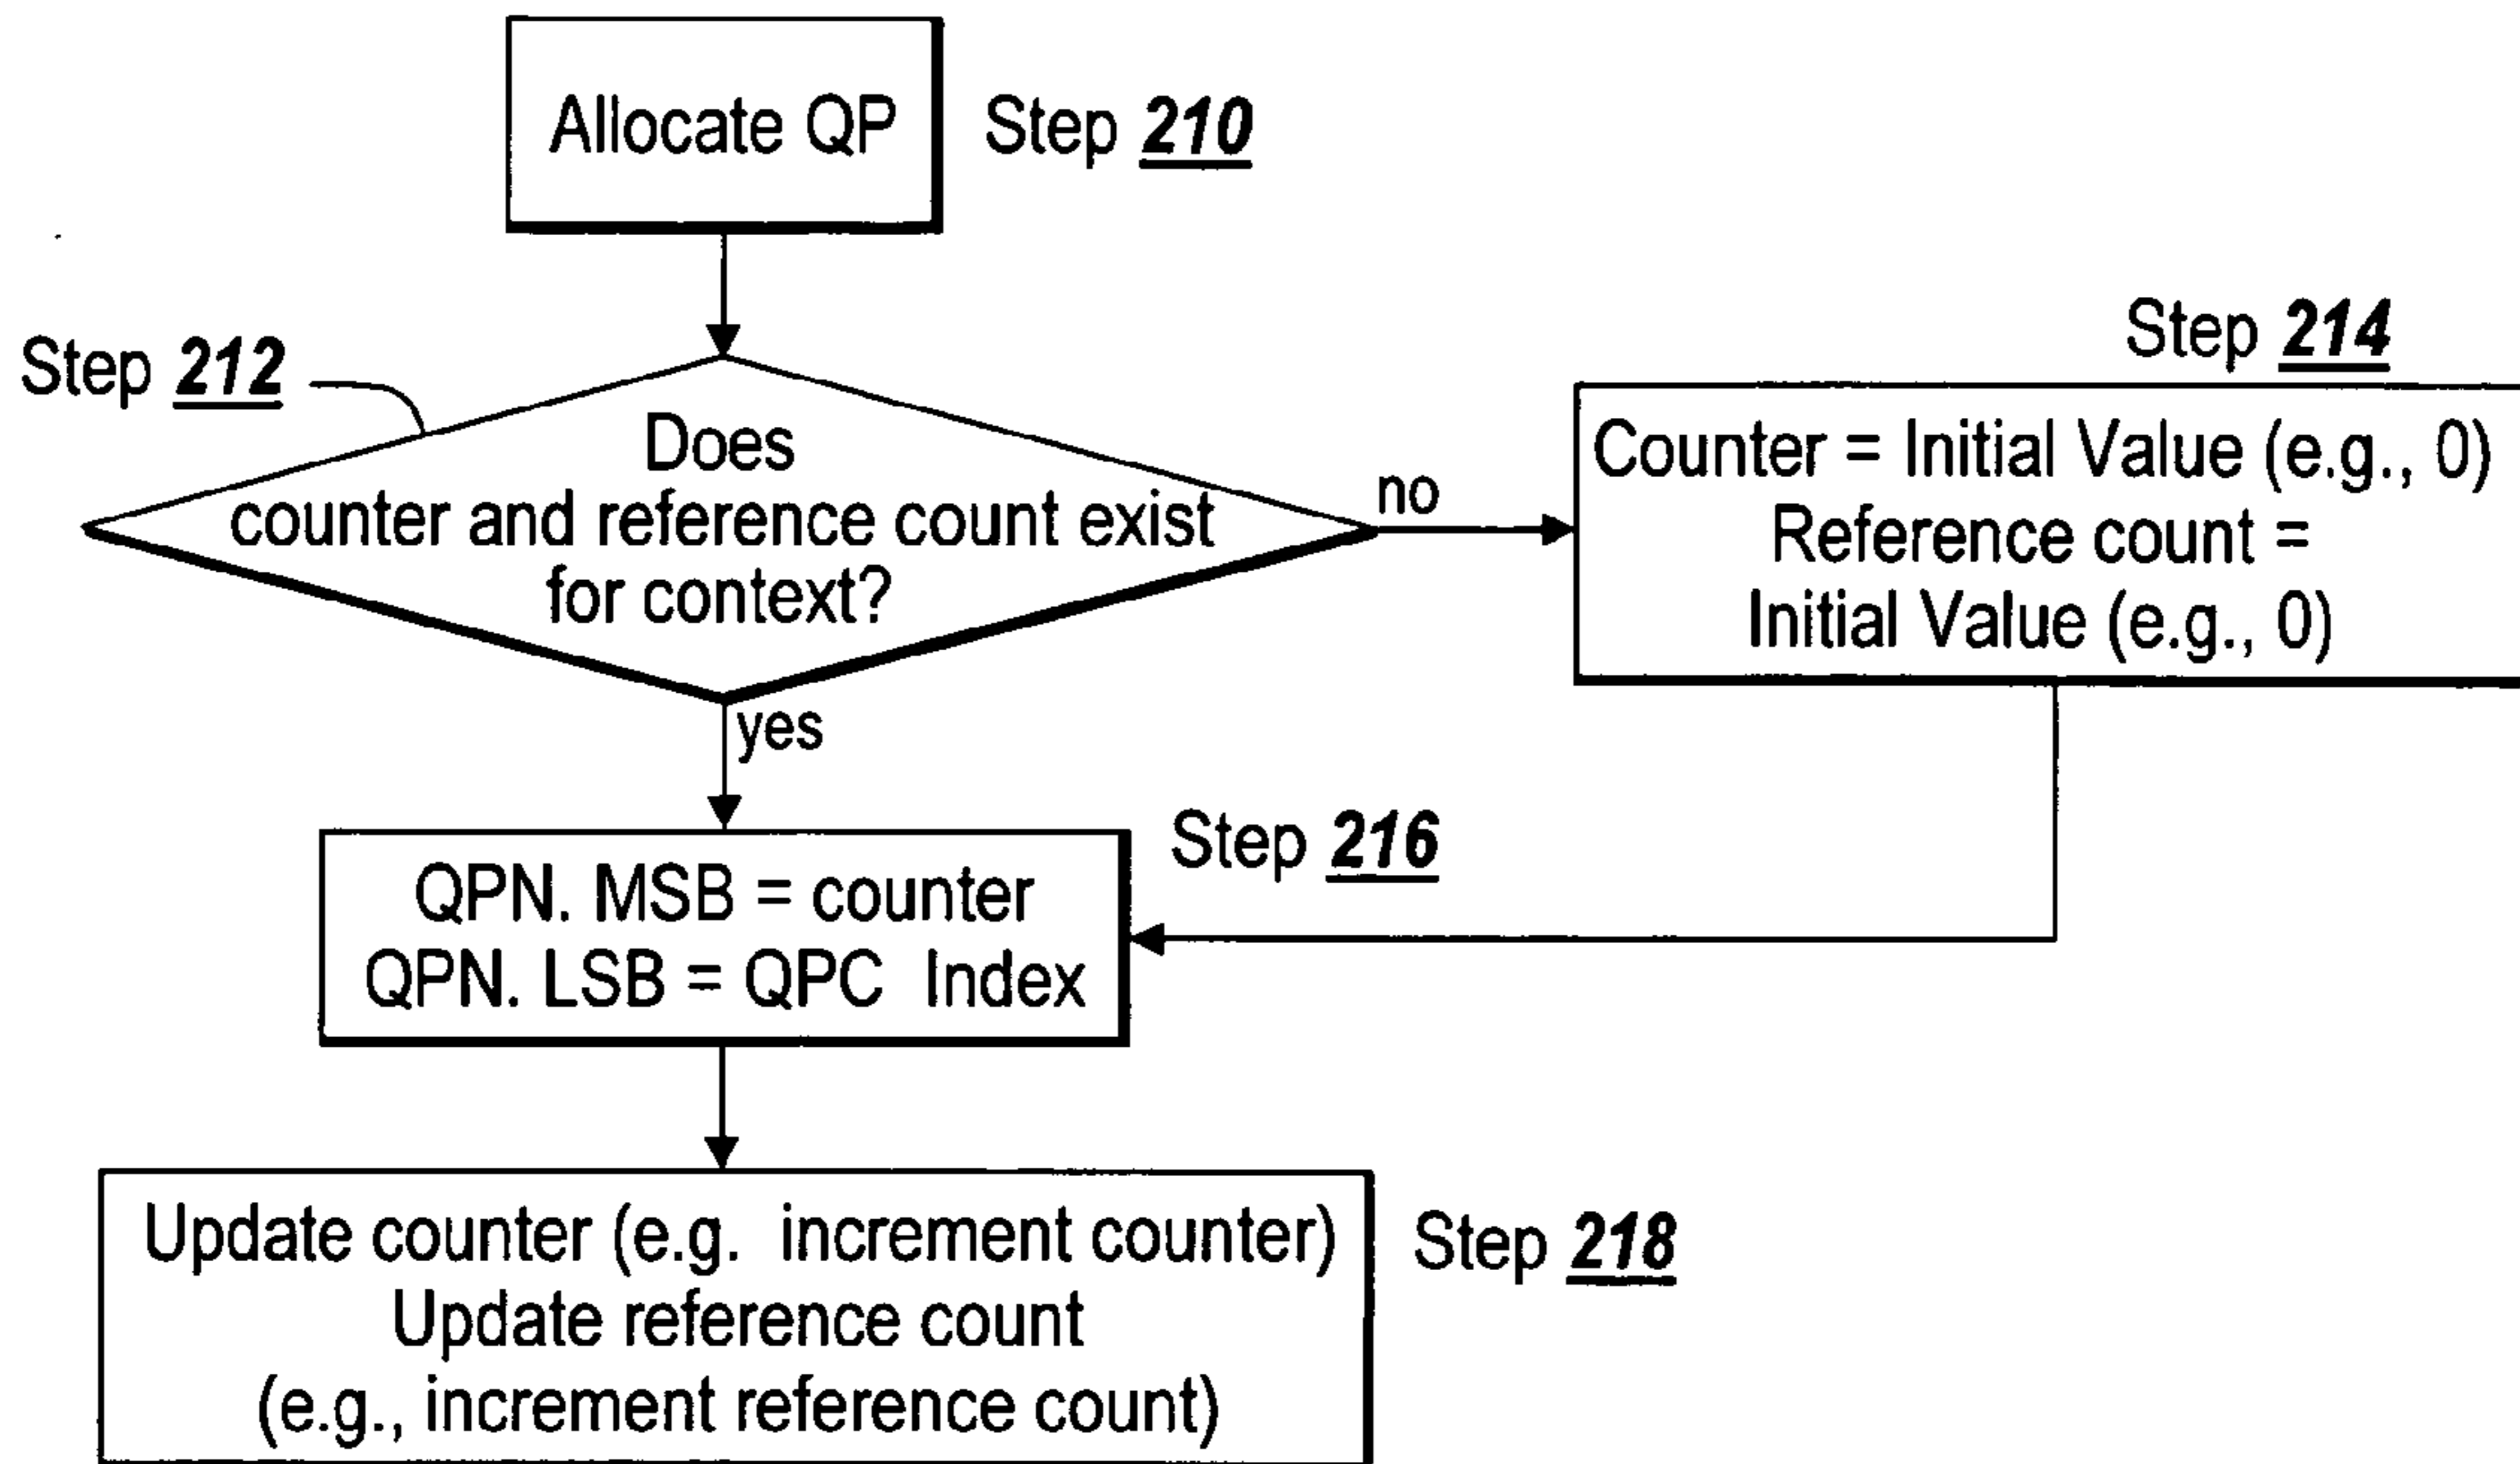 Allocate QP
Step 210
Step 212
Does
counter and reference count exist
for context?
no
Step 214
Counter = Initial Value (e.g., 0)
Reference count =
Initial Value (e.g., 0)
yes
Step 216
QPN. MSB = counter
QPN. LSB = QPC Index
Update counter (e.g. increment counter)
Update reference count
(e.g., increment reference count)
Step 218